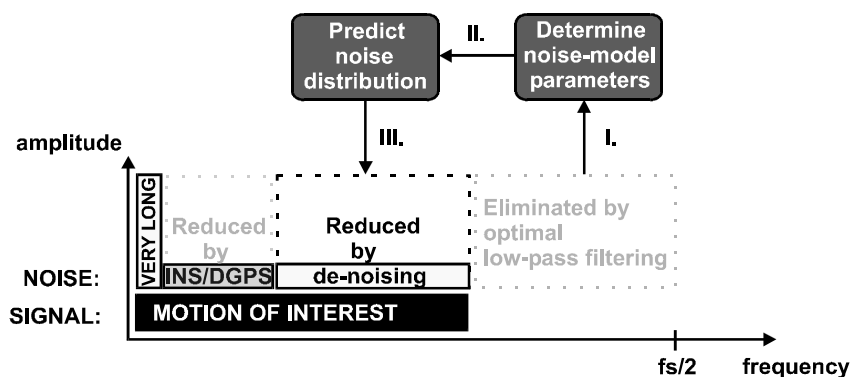 Predict
noise
distribution
II.
Determine
noise-model
parameters
III.
I.
amplitude
VERY LONG
Reduced
by
INS/DGPS
Reduced
by
de-noising
Eliminated by
optimal
low-pass filtering
NOISE:
SIGNAL:
MOTION OF INTEREST
fs/2
frequency